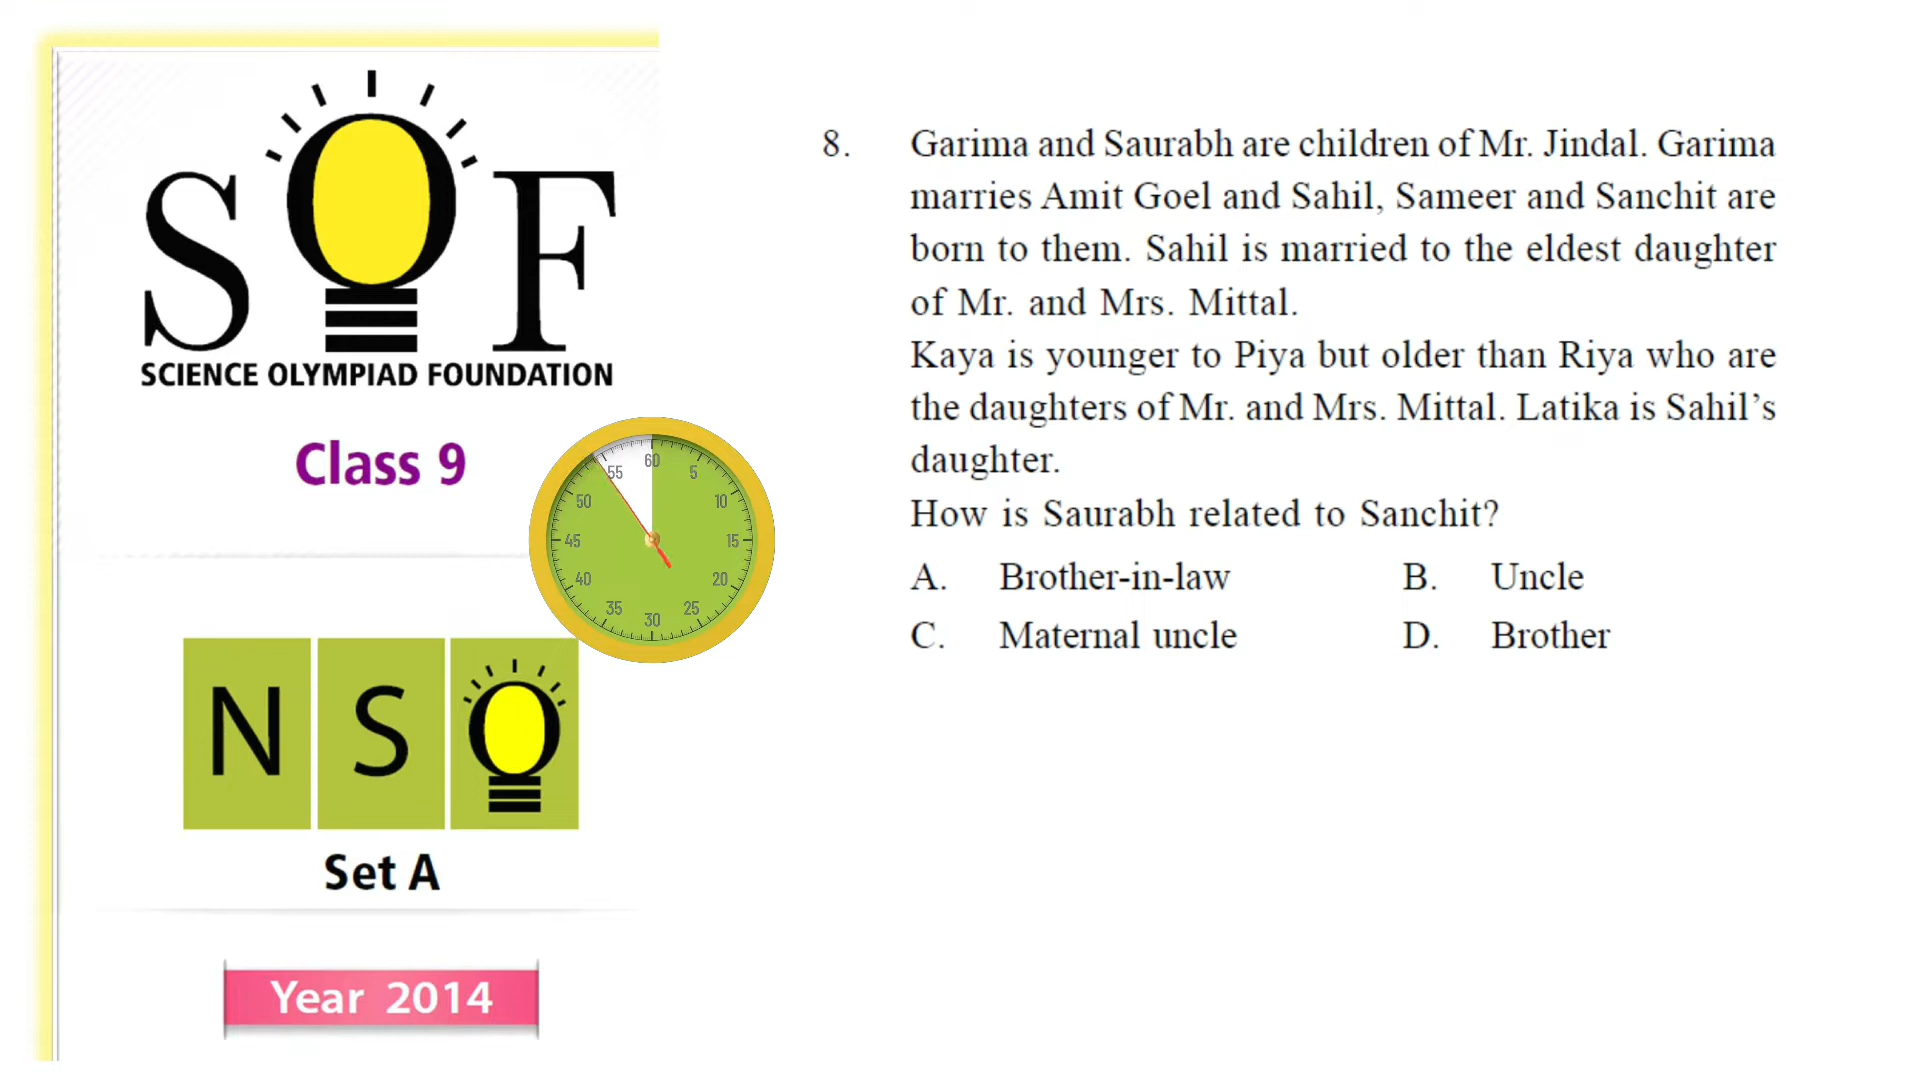 SOF
SCIENCE OLYMPIAD FOUNDATION
Class 9
60
5
10
15
20
25
30
35
40
45
50
55
NSO
Set A
Year 2014
8. Garima and Saurabh are children of Mr. Jindal. Garima
marries Amit Goel and Sahil, Sameer and Sanchit are
born to them. Sahil is married to the eldest daughter
of Mr. and Mrs. Mittal.
Kaya is younger to Piya but older than Riya who are
the daughters of Mr. and Mrs. Mittal. Latika is Sahil’s
daughter.
How is Saurabh related to Sanchit?
A. Brother-in-law B. Uncle
C. Maternal uncle D. Brother